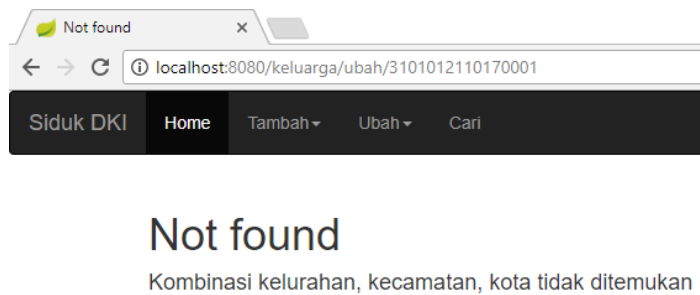 Not found
localhost:8080/keluarga/ubah/3101012110170001
Siduk DKI Home Tambah Ubah Cari
Not found
Kombinasi kelurahan, kecamatan, kota tidak ditemukan